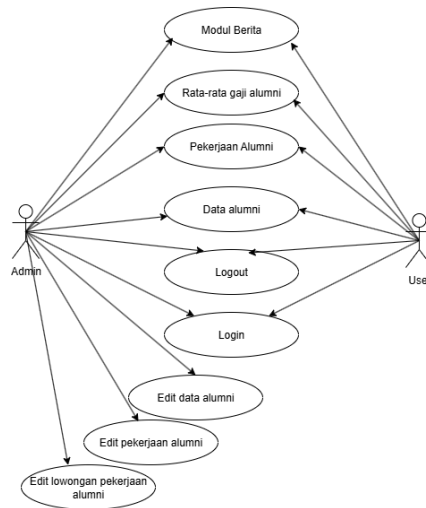 Modul Berita
Rata-rata gaji alumni
Pekerjaan Alumni
Data alumni
Admin
Logout
Use
Login
Edit data alumni
Edit pekerjaan alumni
Edit lowongan pekerjaan
alumni